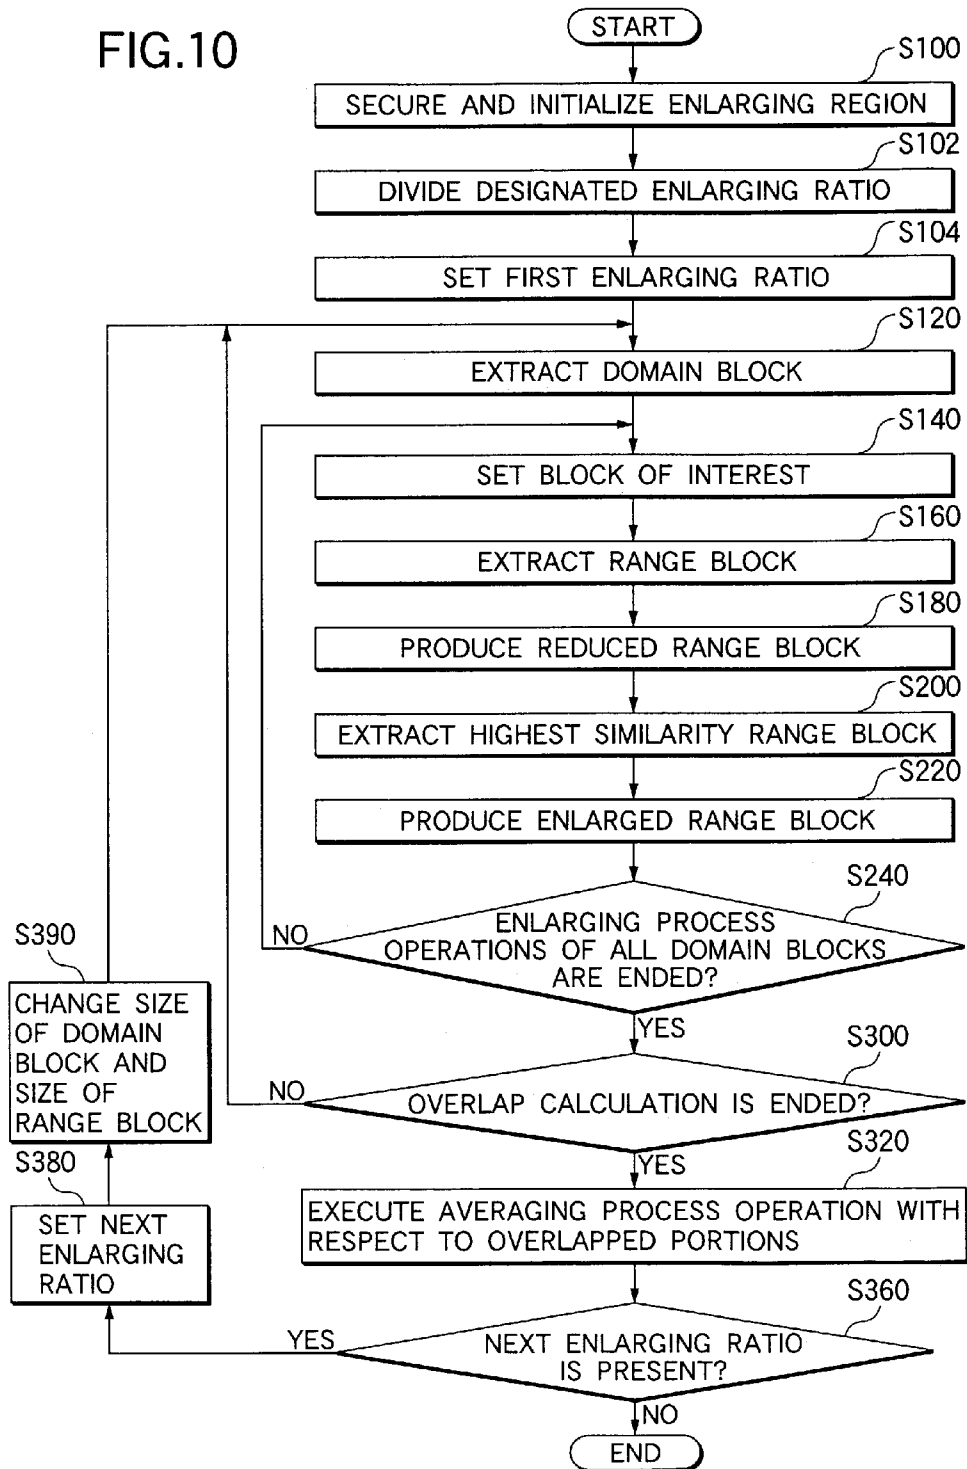 FIG.10
START
S100
SECURE AND INITIALIZE ENLARGING REGION
S102
DIVIDE DESIGNATED ENLARGING RATIO
S104
SET FIRST ENLARGING RATIO
S120
EXTRACT DOMAIN BLOCK
S140
SET BLOCK OF INTEREST
S160
EXTRACT RANGE BLOCK
S180
PRODUCE REDUCED RANGE BLOCK
S200
EXTRACT HIGHEST SIMILARITY RANGE BLOCK
S220
PRODUCE ENLARGED RANGE BLOCK
S240
ENLARGING PROCESS
OPERATIONS OF ALL DOMAIN BLOCKS
ARE ENDED?
NO
YES
S300
OVERLAP CALCULATION IS ENDED?
NO
YES
S320
EXECUTE AVERAGING PROCESS OPERATION WITH
RESPECT TO OVERLAPPED PORTIONS
S360
NEXT ENLARGING RATIO
IS PRESENT?
YES
NO
END
S380
SET NEXT
ENLARGING
RATIO
S390
CHANGE SIZE
OF DOMAIN
BLOCK AND
SIZE OF
RANGE BLOCK